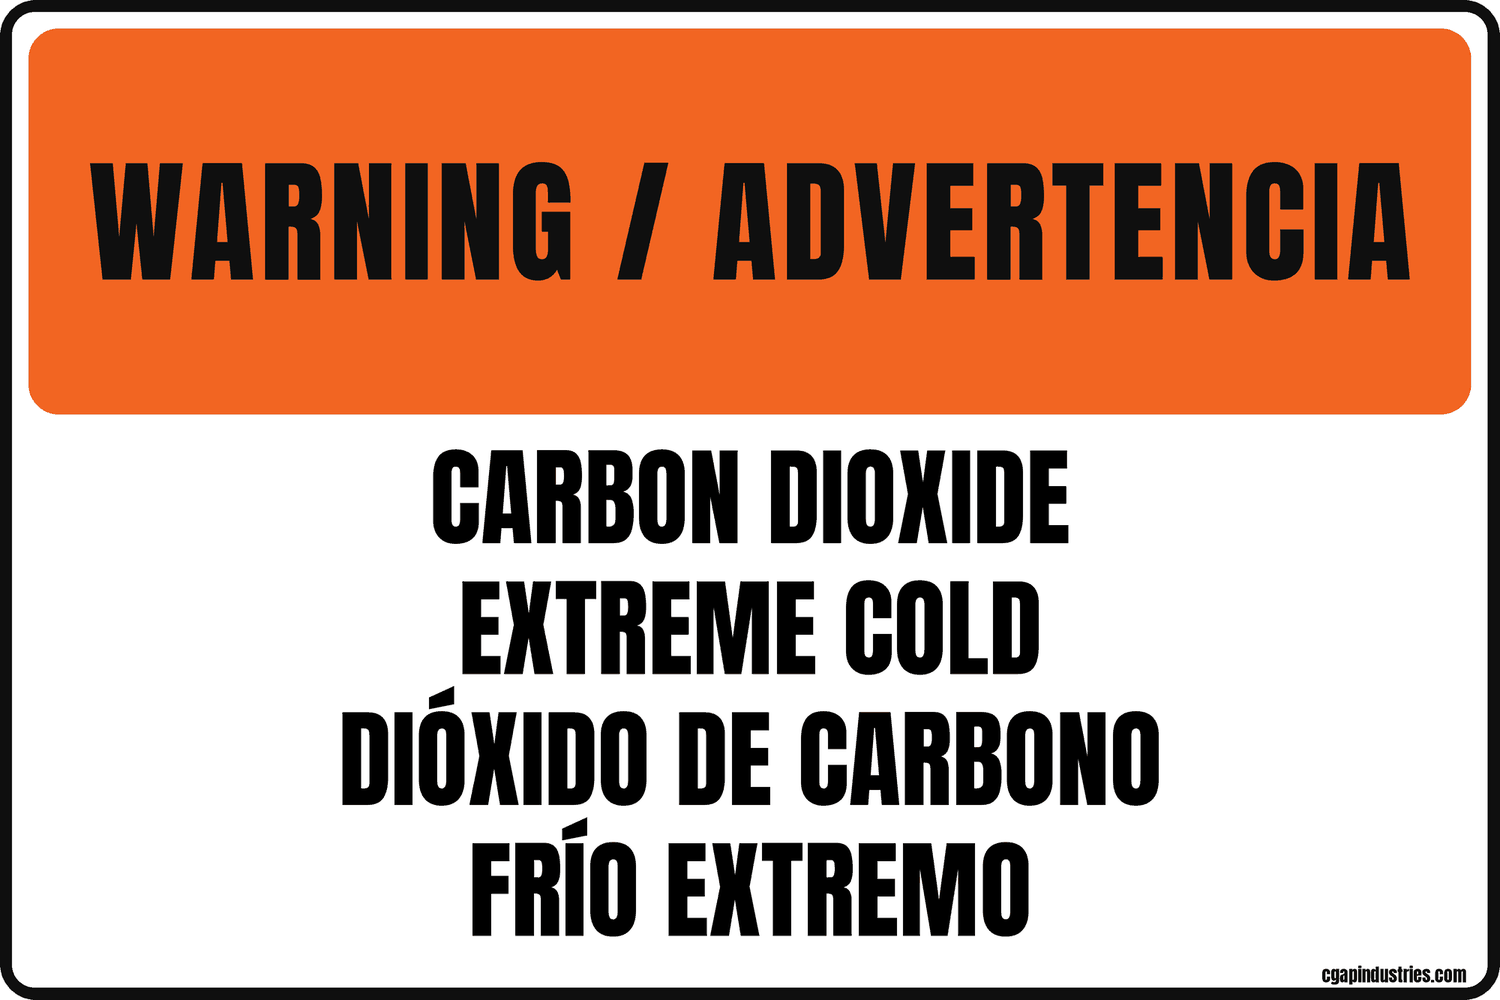 WARNING / ADVERTENCIA
CARBON DIOXIDE
EXTREME COLD
DIÓXIDO DE CARBONO
FRÍO EXTREMO
cgapindustries.com